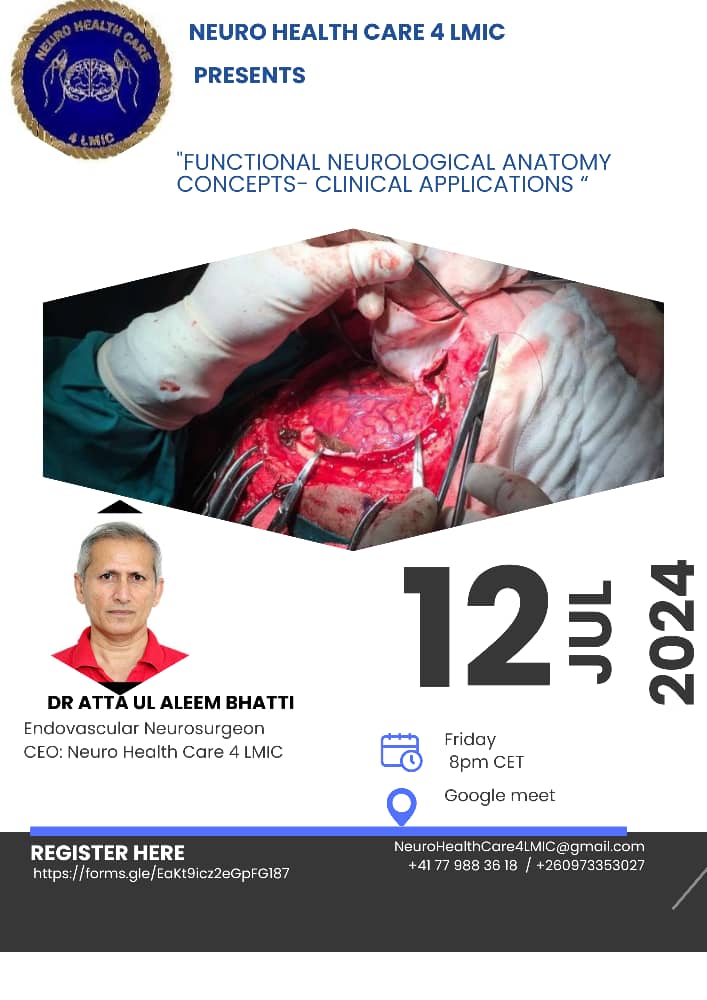 NEURO HEALTH CARE
4 LMIC
NEURO HEALTH CARE 4 LMIC
PRESENTS
"FUNCTIONAL NEUROLOGICAL ANATOMY
CONCEPTS- CLINICAL APPLICATIONS “
12 JUL 2024
DR ATTA UL ALEEM BHATTI
Endovascular Neurosurgeon
CEO: Neuro Health Care 4 LMIC
Friday
8pm CET
Google meet
REGISTER HERE
https://forms.gle/EaKt9icz2eGpFG187
NeuroHealthCare4LMIC@gmail.com
+41 77 988 36 18 / +260973353027